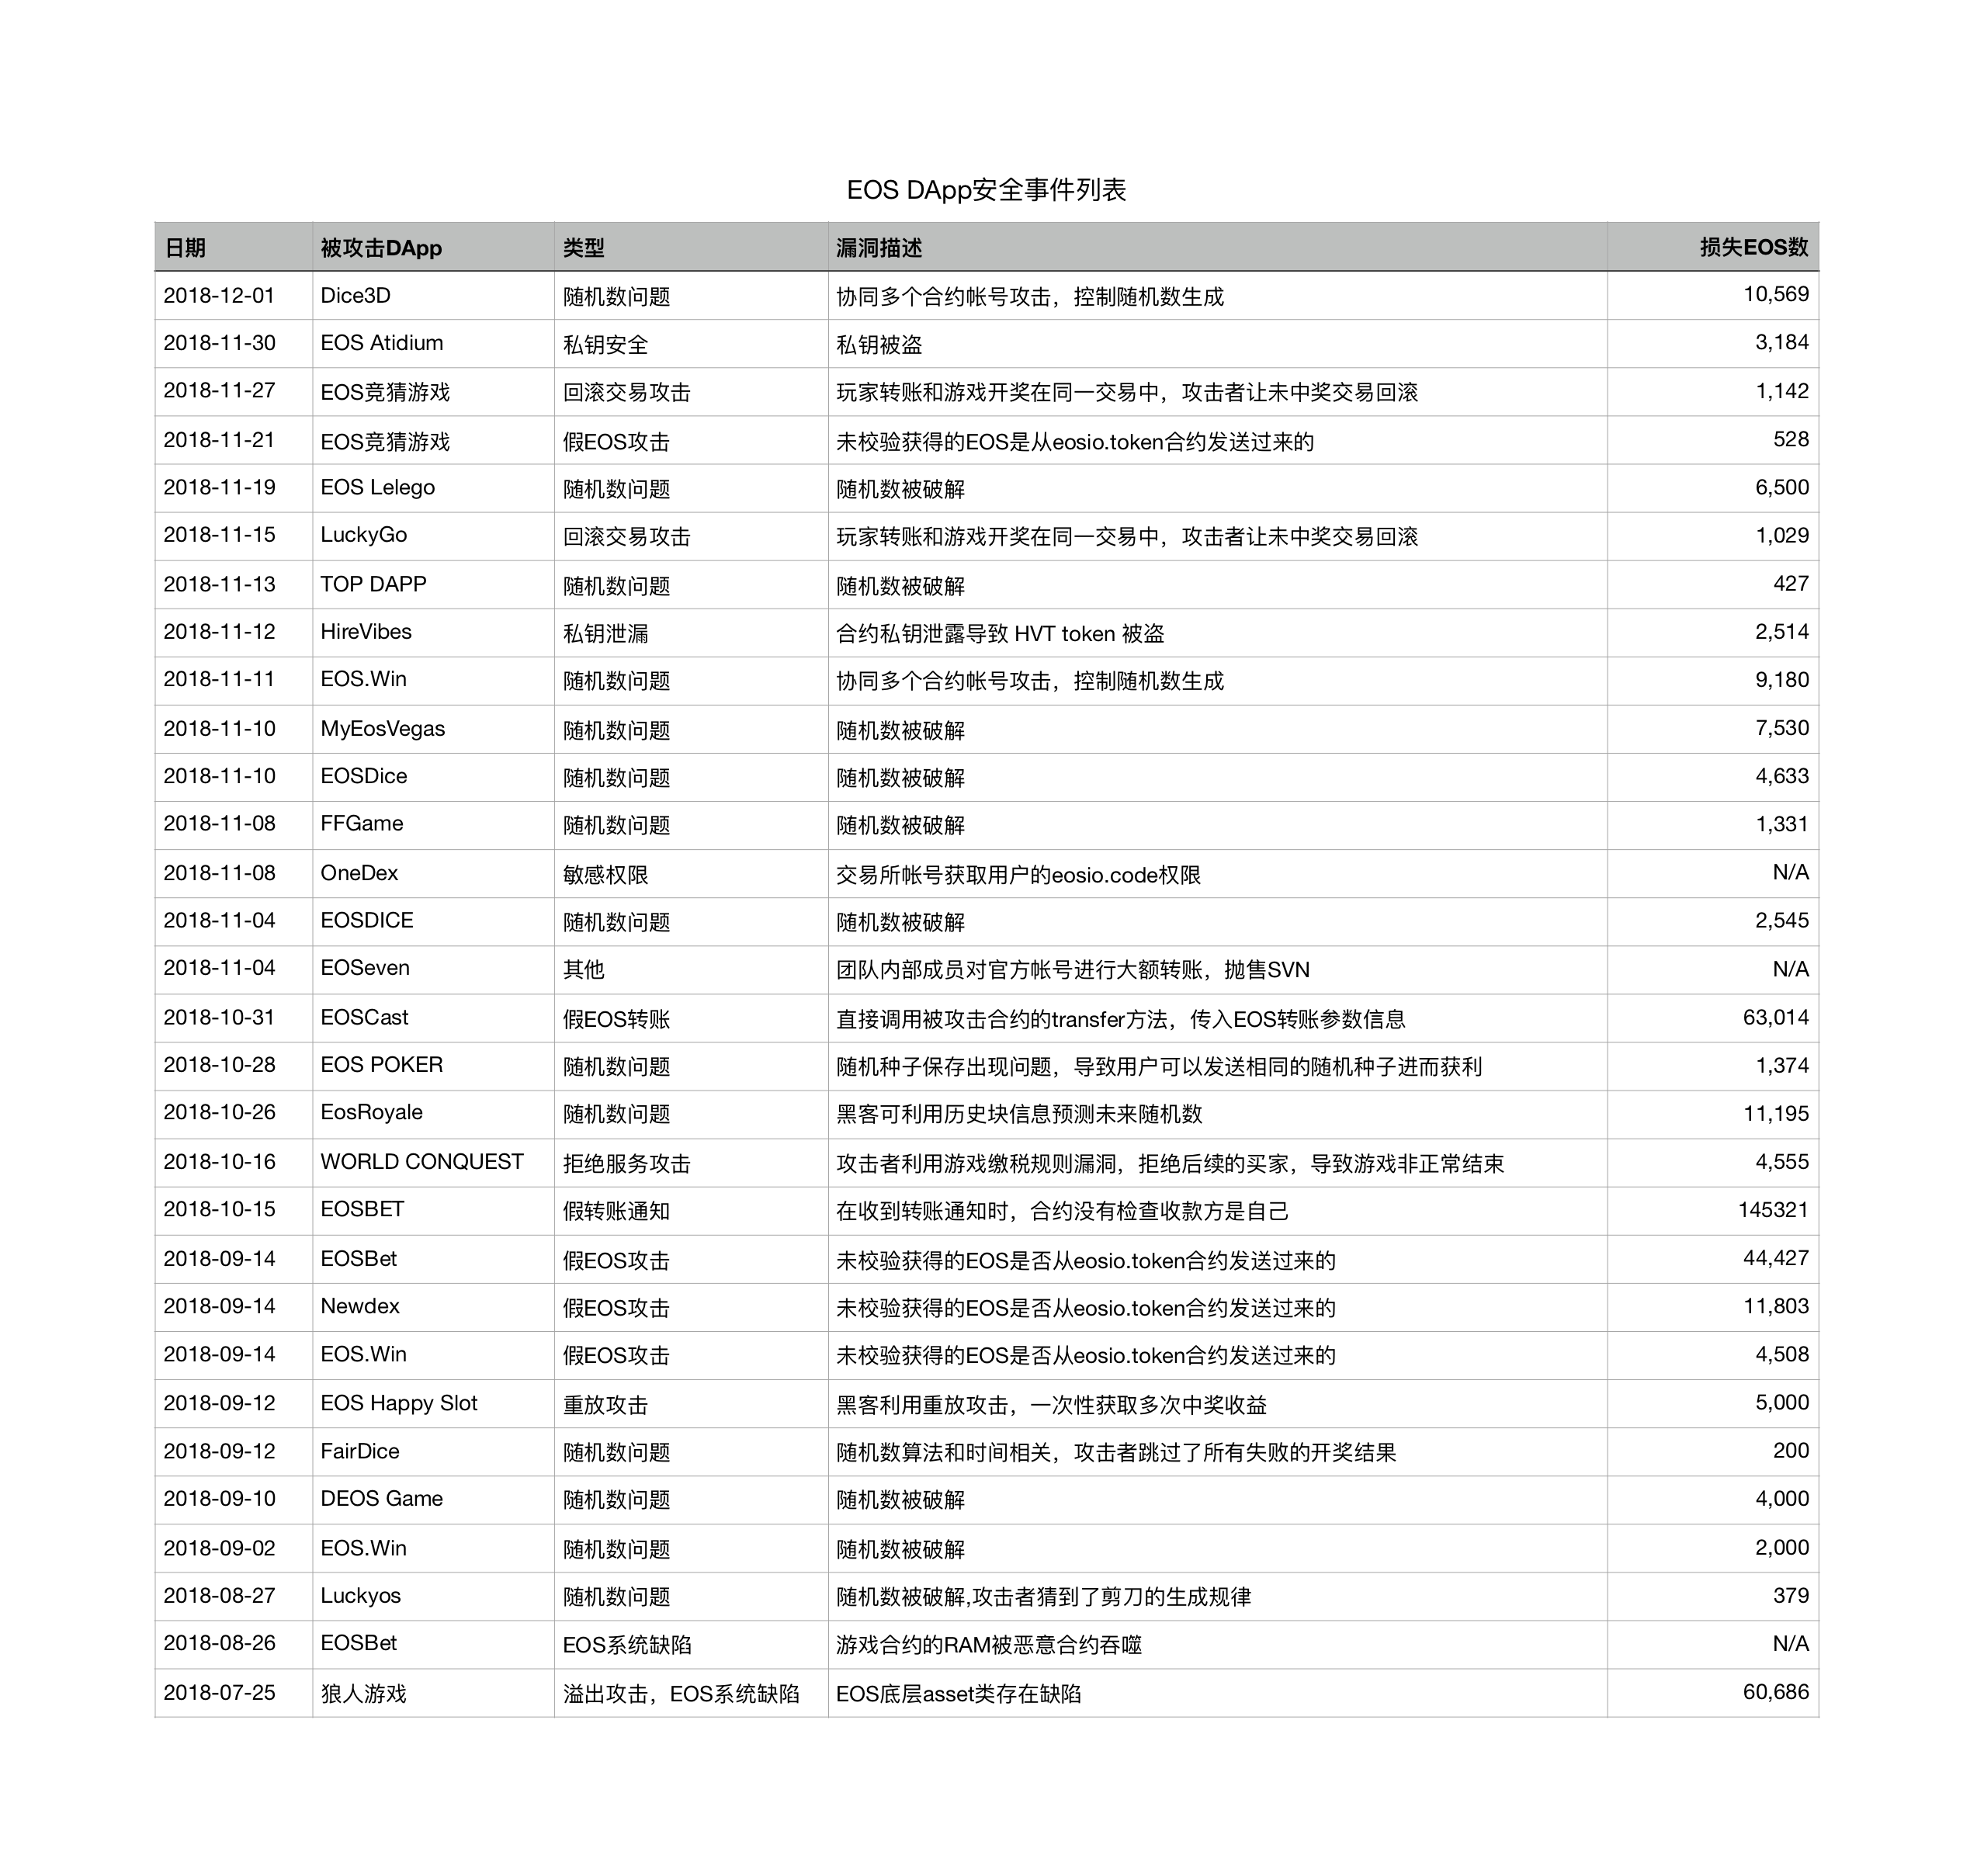 EOS DApp安全事件列表
日期 被攻击DApp 类型 漏洞描述 损失EOS数
2018-12-01 Dice3D 随机数问题 协同多个合约帐号攻击，控制随机数生成 10,569
2018-11-30 EOS Atidium 私钥安全 私钥被盗 3,184
2018-11-27 EOS竞猜游戏 回滚交易攻击 玩家转账和游戏开奖在同一交易中，攻击者让未中奖交易回滚 1,142
2018-11-21 EOS竞猜游戏 假EOS攻击 未校验获得的EOS是从eosio.token合约发送过来的 528
2018-11-19 EOS Lelego 随机数问题 随机数被破解 6,500
2018-11-15 LuckyGo 回滚交易攻击 玩家转账和游戏开奖在同一交易中，攻击者让未中奖交易回滚 1,029
2018-11-13 TOP DAPP 随机数问题 随机数被破解 427
2018-11-12 HireVibes 私钥泄漏 合约私钥泄露导致 HVT token 被盗 2,514
2018-11-11 EOS.Win 随机数问题 协同多个合约帐号攻击，控制随机数生成 9,180
2018-11-10 MyEosVegas 随机数问题 随机数被破解 7,530
2018-11-10 EOSDice 随机数问题 随机数被破解 4,633
2018-11-08 FFGame 随机数问题 随机数被破解 1,331
2018-11-08 OneDex 敏感权限 交易所帐号获取用户的eosio.code权限 N/A
2018-11-04 EOSDICE 随机数问题 随机数被破解 2,545
2018-11-04 EOSeven 其他 团队内部成员对官方帐号进行大额转账，抛售SVN N/A
2018-10-31 EOSCast 假EOS转账 直接调用被攻击合约的transfer方法，传入EOS转账参数信息 63,014
2018-10-28 EOS POKER 随机数问题 随机种子保存出现问题，导致用户可以发送相同的随机种子进而获利 1,374
2018-10-26 EosRoyale 随机数问题 黑客可利用历史块信息预测未来随机数 11,195
2018-10-16 WORLD CONQUEST 拒绝服务攻击 攻击者利用游戏缴税规则漏洞，拒绝后续的买家，导致游戏非正常结束 4,555
2018-10-15 EOSBET 假转账通知 在收到转账通知时，合约没有检查收款方是自己 145321
2018-09-14 EOSBet 假EOS攻击 未校验获得的EOS是否从eosio.token合约发送过来的 44,427
2018-09-14 Newdex 假EOS攻击 未校验获得的EOS是否从eosio.token合约发送过来的 11,803
2018-09-14 EOS.Win 假EOS攻击 未校验获得的EOS是否从eosio.token合约发送过来的 4,508
2018-09-12 EOS Happy Slot 重放攻击 黑客利用重放攻击，一次性获取多次中奖收益 5,000
2018-09-12 FairDice 随机数问题 随机数算法和时间相关，攻击者跳过了所有失败的开奖结果 200
2018-09-10 DEOS Game 随机数问题 随机数被破解 4,000
2018-09-02 EOS.Win 随机数问题 随机数被破解 2,000
2018-08-27 Luckyos 随机数问题 随机数被破解,攻击者猜到了剪刀的生成规律 379
2018-08-26 EOSBet EOS系统缺陷 游戏合约的RAM被恶意合约吞噬 N/A
2018-07-25 狼人游戏 溢出攻击，EOS系统缺陷 EOS底层asset类存在缺陷 60,686